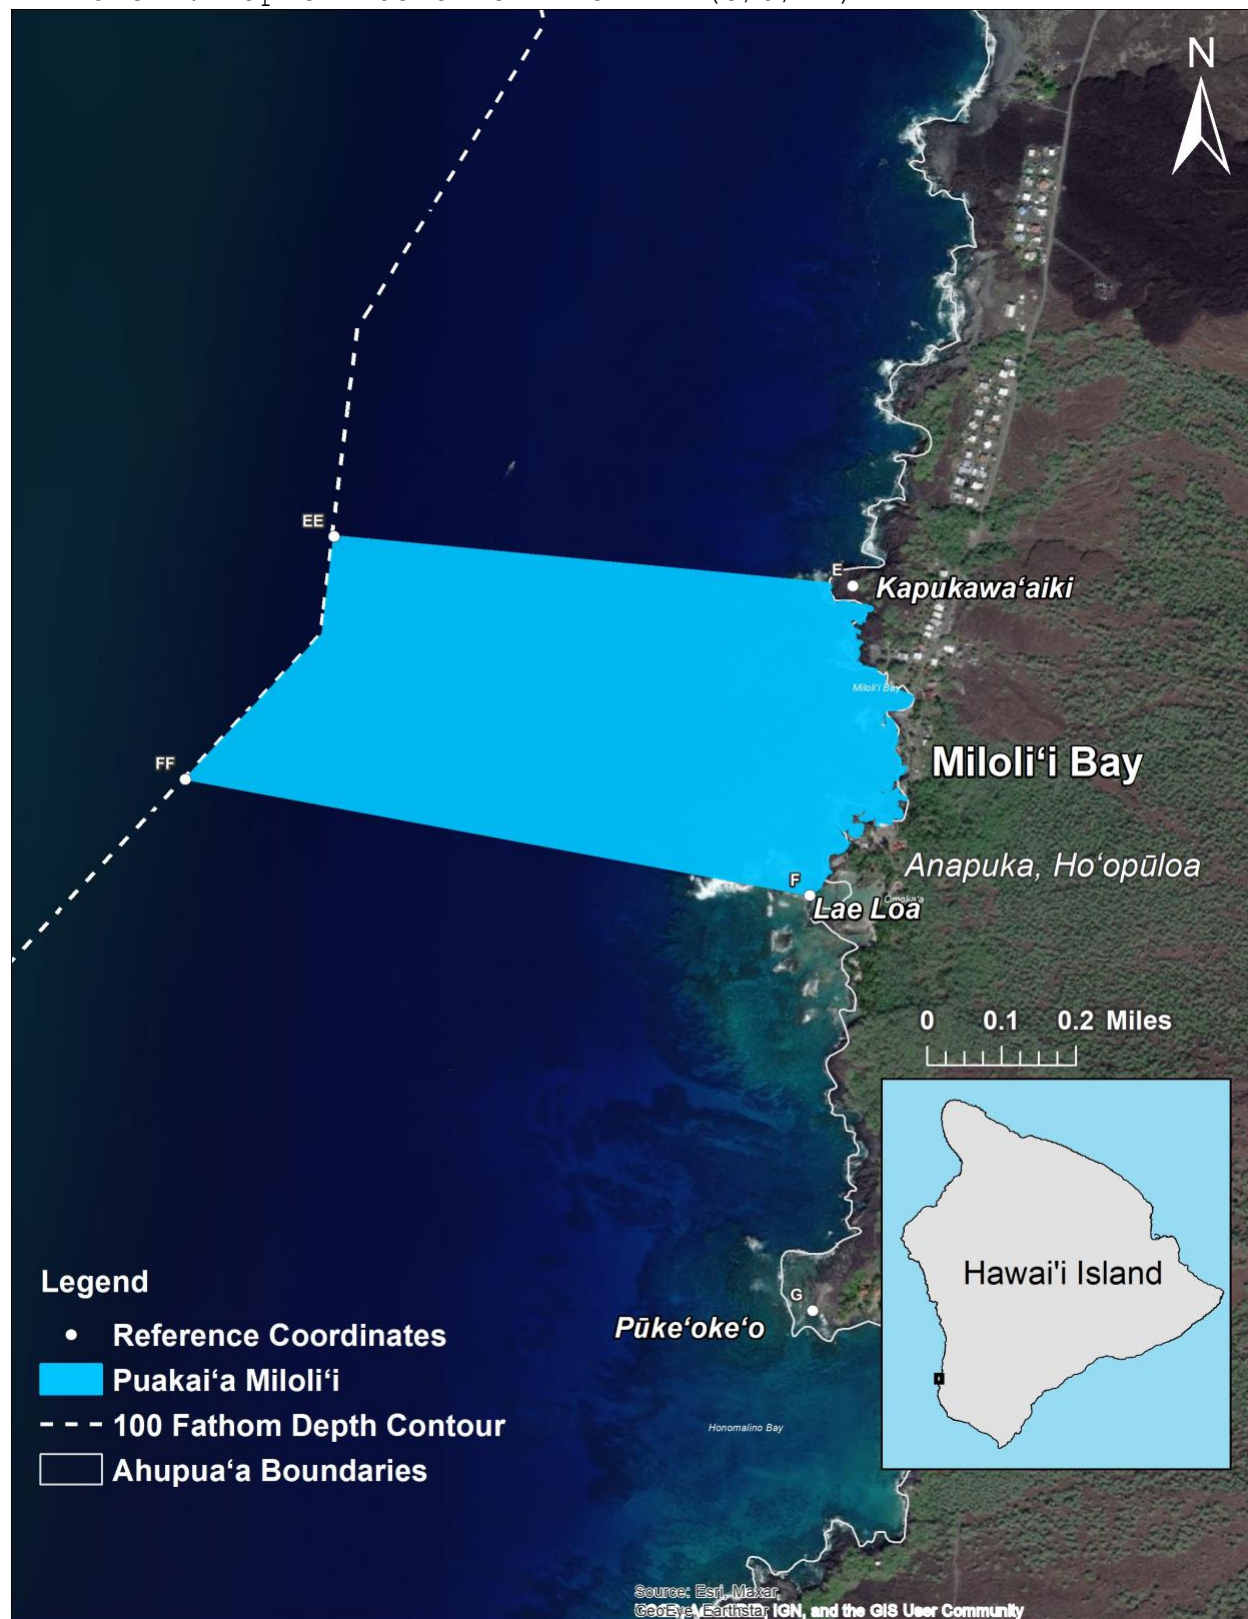 N
EE
E
Kapukawa‘aiki
Miloli'i Bay
FF
Miloli‘i Bay
Anapuka, Ho‘opūloa
F
Lae Loa
Omoka'a
0 0.1 0.2 Miles
Hawai'i Island
G
Pūke‘oke‘o
Honomalino Bay
Legend
Reference Coordinates
Puakai‘a Miloli‘i
100 Fathom Depth Contour
Ahupua‘a Boundaries
Source: Esri, Maxar,
GeoEye, Earthstar IGN, and the GIS User Community